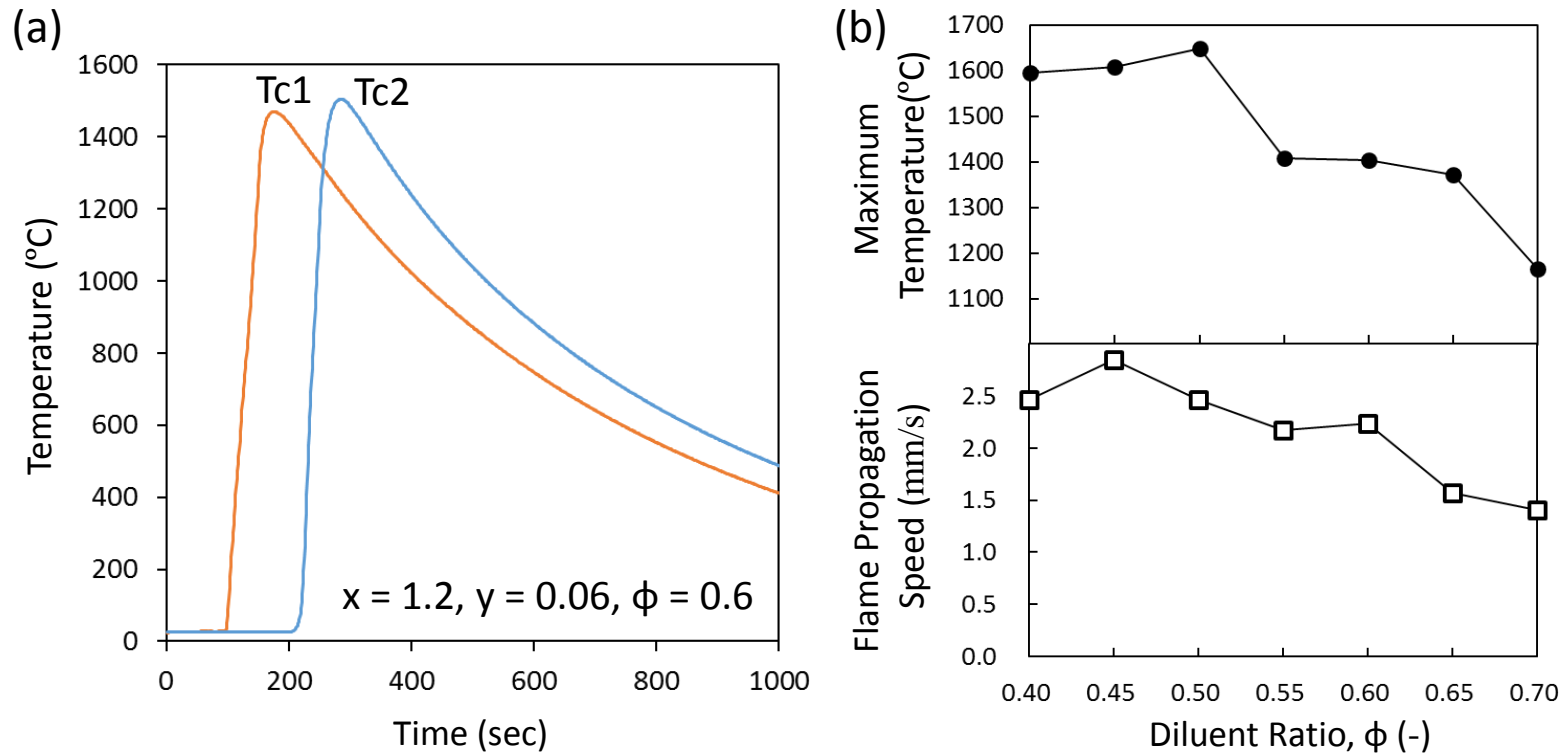 (a)
1600
1400
1200
1000
800
600
400
200
0
Temperature (ºC)
Tc1
Tc2
x = 1.2, y = 0.06, ϕ = 0.6
0 200 400 600 800 1000
Time (sec)
(b)
1700
1600
1500
1400
1300
1200
1100
Maximum
Temperature(ºC)
2.5
2.0
1.5
1.0
0.5
0.0
Flame Propagation
Speed (mm/s)
0.40 0.45 0.50 0.55 0.60 0.65 0.70
Diluent Ratio, ϕ (-)